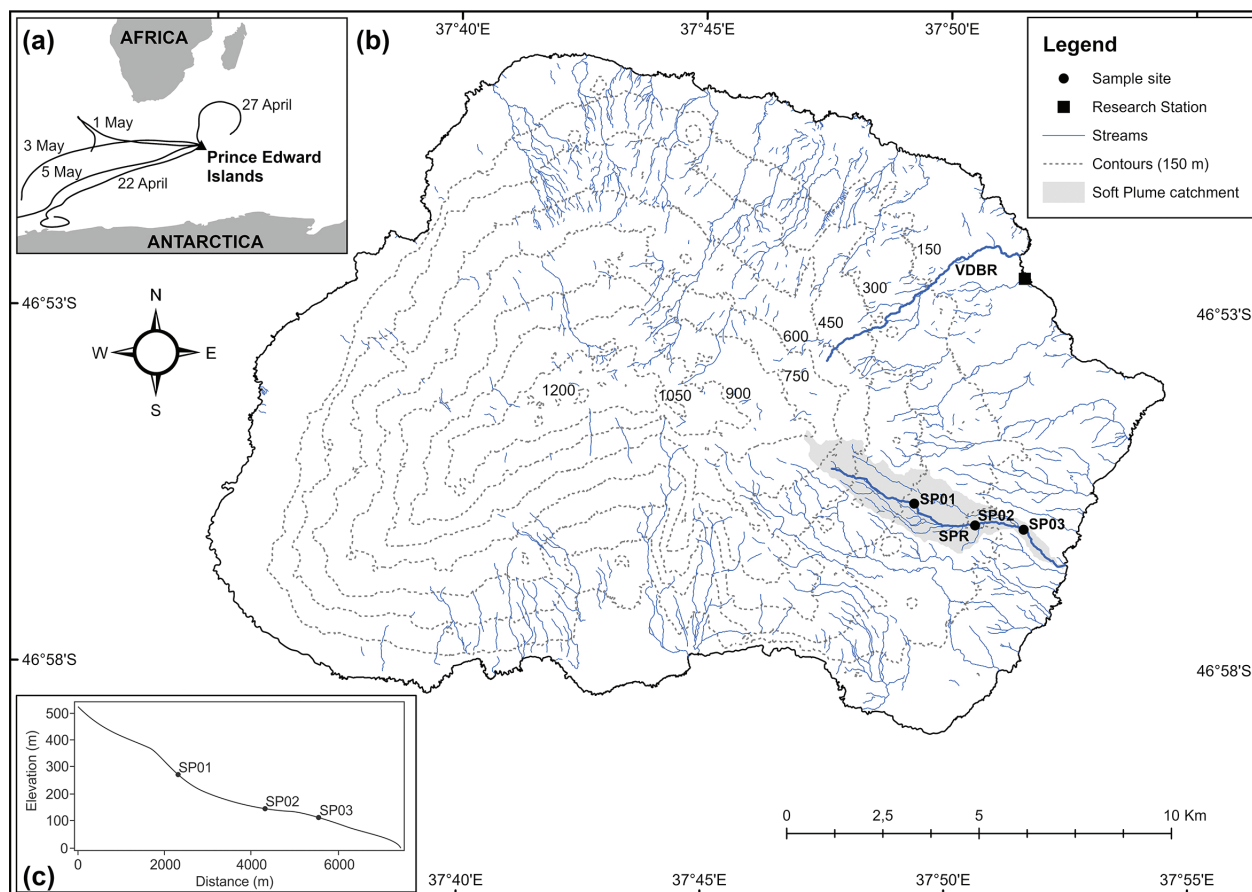 (a)
AFRICA
27 April
1 May
3 May
5 May
22 April
Prince Edward
Islands
ANTARCTICA
(b)
37°40'E
37°45'E
37°50'E
Legend
Sample site
Research Station
Streams
Contours (150 m)
Soft Plume catchment
46°53'S
46°53'S
N
W
E
S
VDBR
150
300
450
600
750
900
1050
1200
SP01
SP02
SP03
SPR
46°58'S
46°58'S
Elevation (m)
500
400
300
200
100
0
SP01
SP02
SP03
0
2000
4000
6000
Distance (m)
(c)
0
2,5
5
10 Km
37°40'E
37°45'E
37°50'E
37°55'E